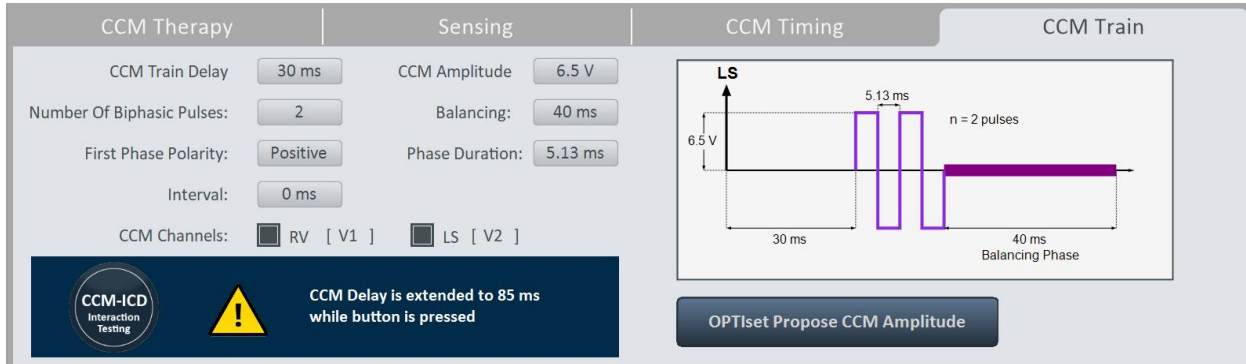 CCM Therapy
Sensing
CCM Timing
CCM Train
CCM Train Delay 30 ms CCM Amplitude 6.5 V
Number Of Biphasic Pulses: 2 Balancing: 40 ms
First Phase Polarity: Positive Phase Duration: 5.13 ms
Interval: 0 ms
CCM Channels: RV [ V1 ] LS [ V2 ]
CCM-ICD
Interaction
Testing
!
CCM Delay is extended to 85 ms
while button is pressed
LS
5.13 ms
n = 2 pulses
6.5 V
30 ms
40 ms
Balancing Phase
OPTIset Propose CCM Amplitude